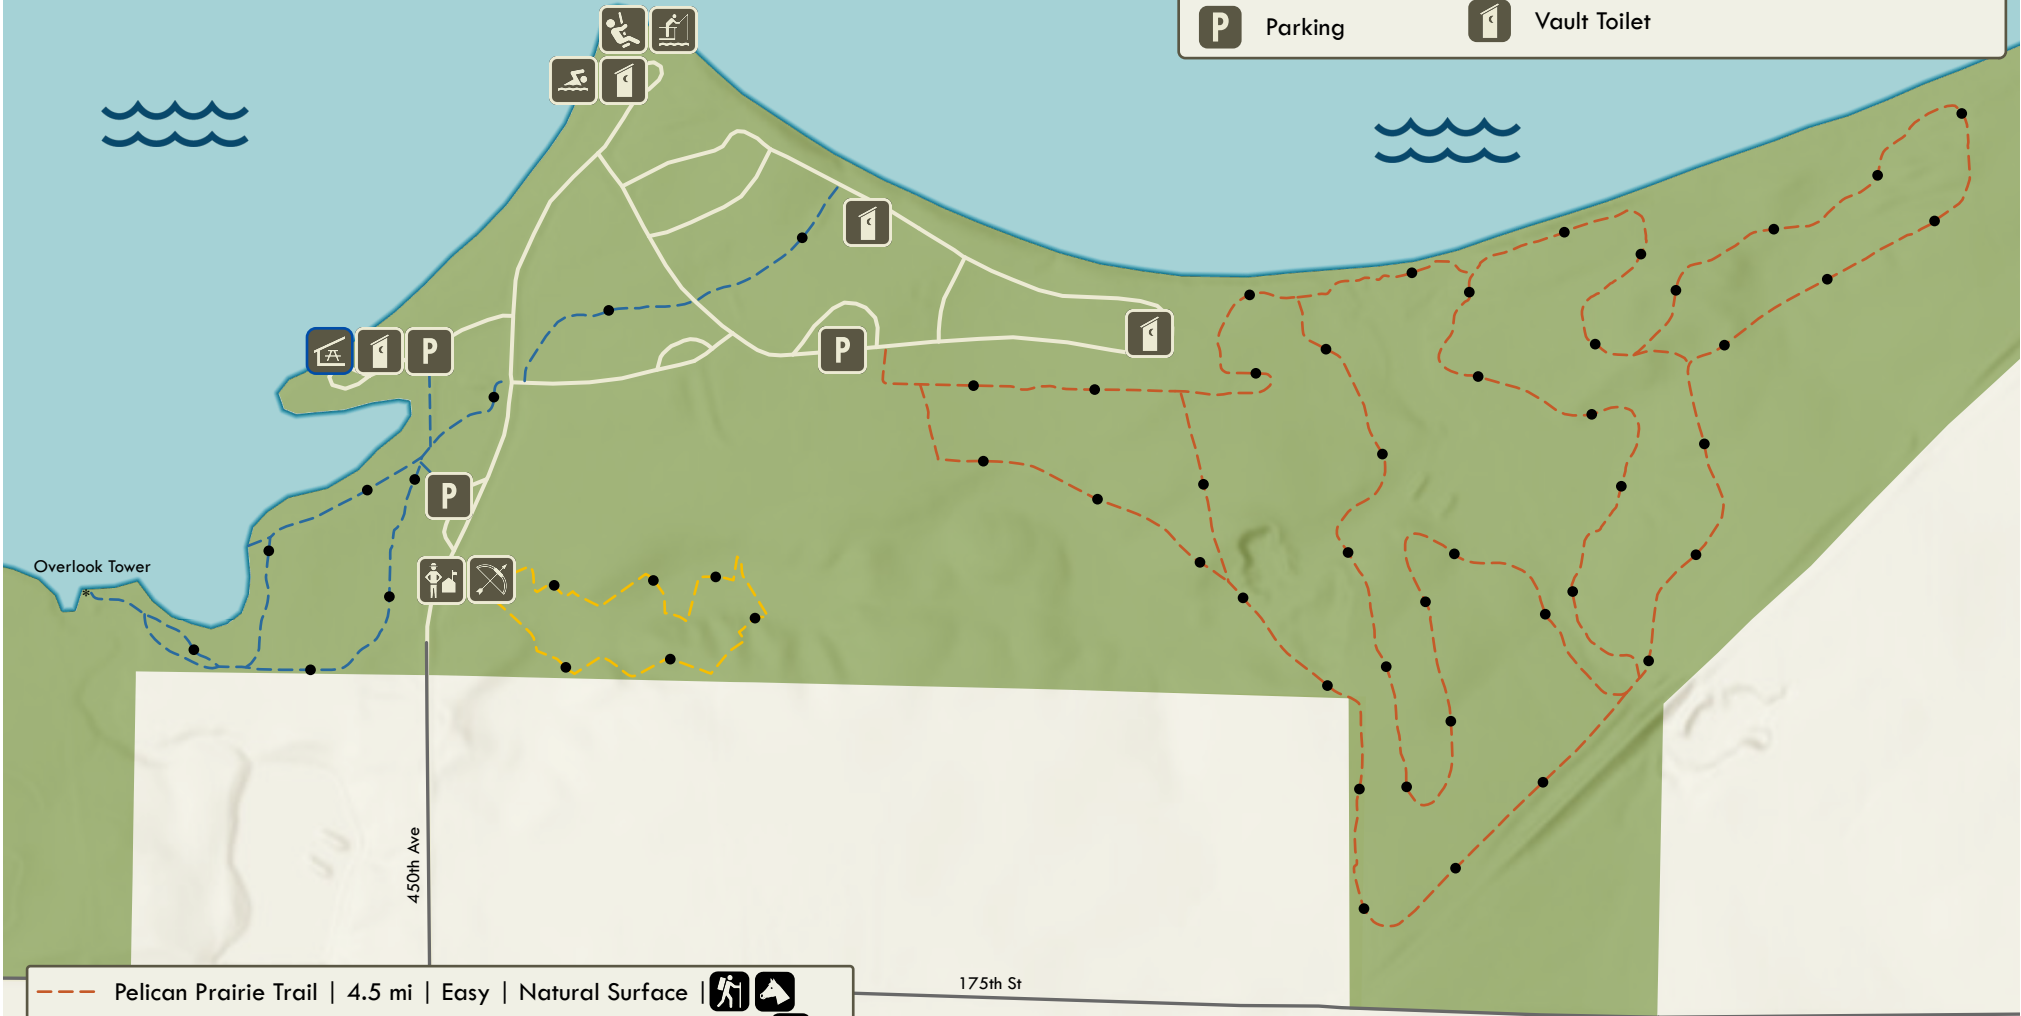 P Parking
Vault Toilet
P
P
P
Overlook Tower
*
450th Ave
175th St
Pelican Prairie Trail | 4.5 mi | Easy | Natural Surface |